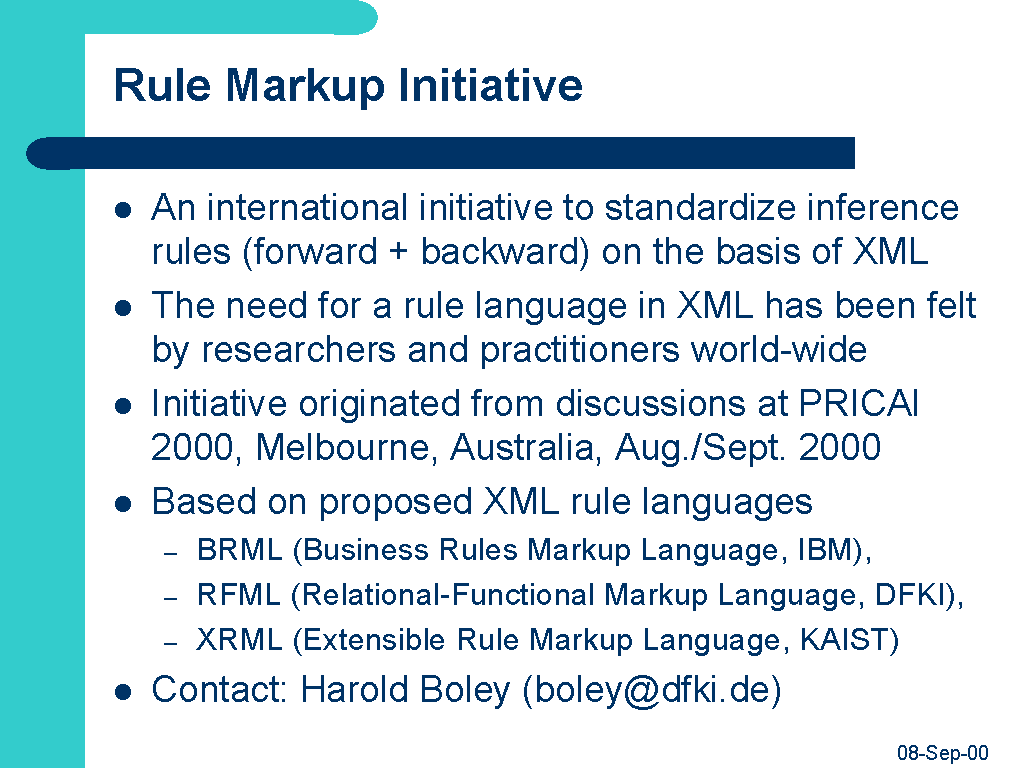 Rule Markup Initiative
● An international initiative to standardize inference
rules (forward + backward) on the basis of XML
● The need for a rule language in XML has been felt
by researchers and practitioners world-wide
● Initiative originated from discussions at PRICAI
2000, Melbourne, Australia, Aug./Sept. 2000
● Based on proposed XML rule languages
– BRML (Business Rules Markup Language, IBM),
– RFML (Relational-Functional Markup Language, DFKI),
– XRML (Extensible Rule Markup Language, KAIST)
● Contact: Harold Boley (boley@dfki.de)
08-Sep-00